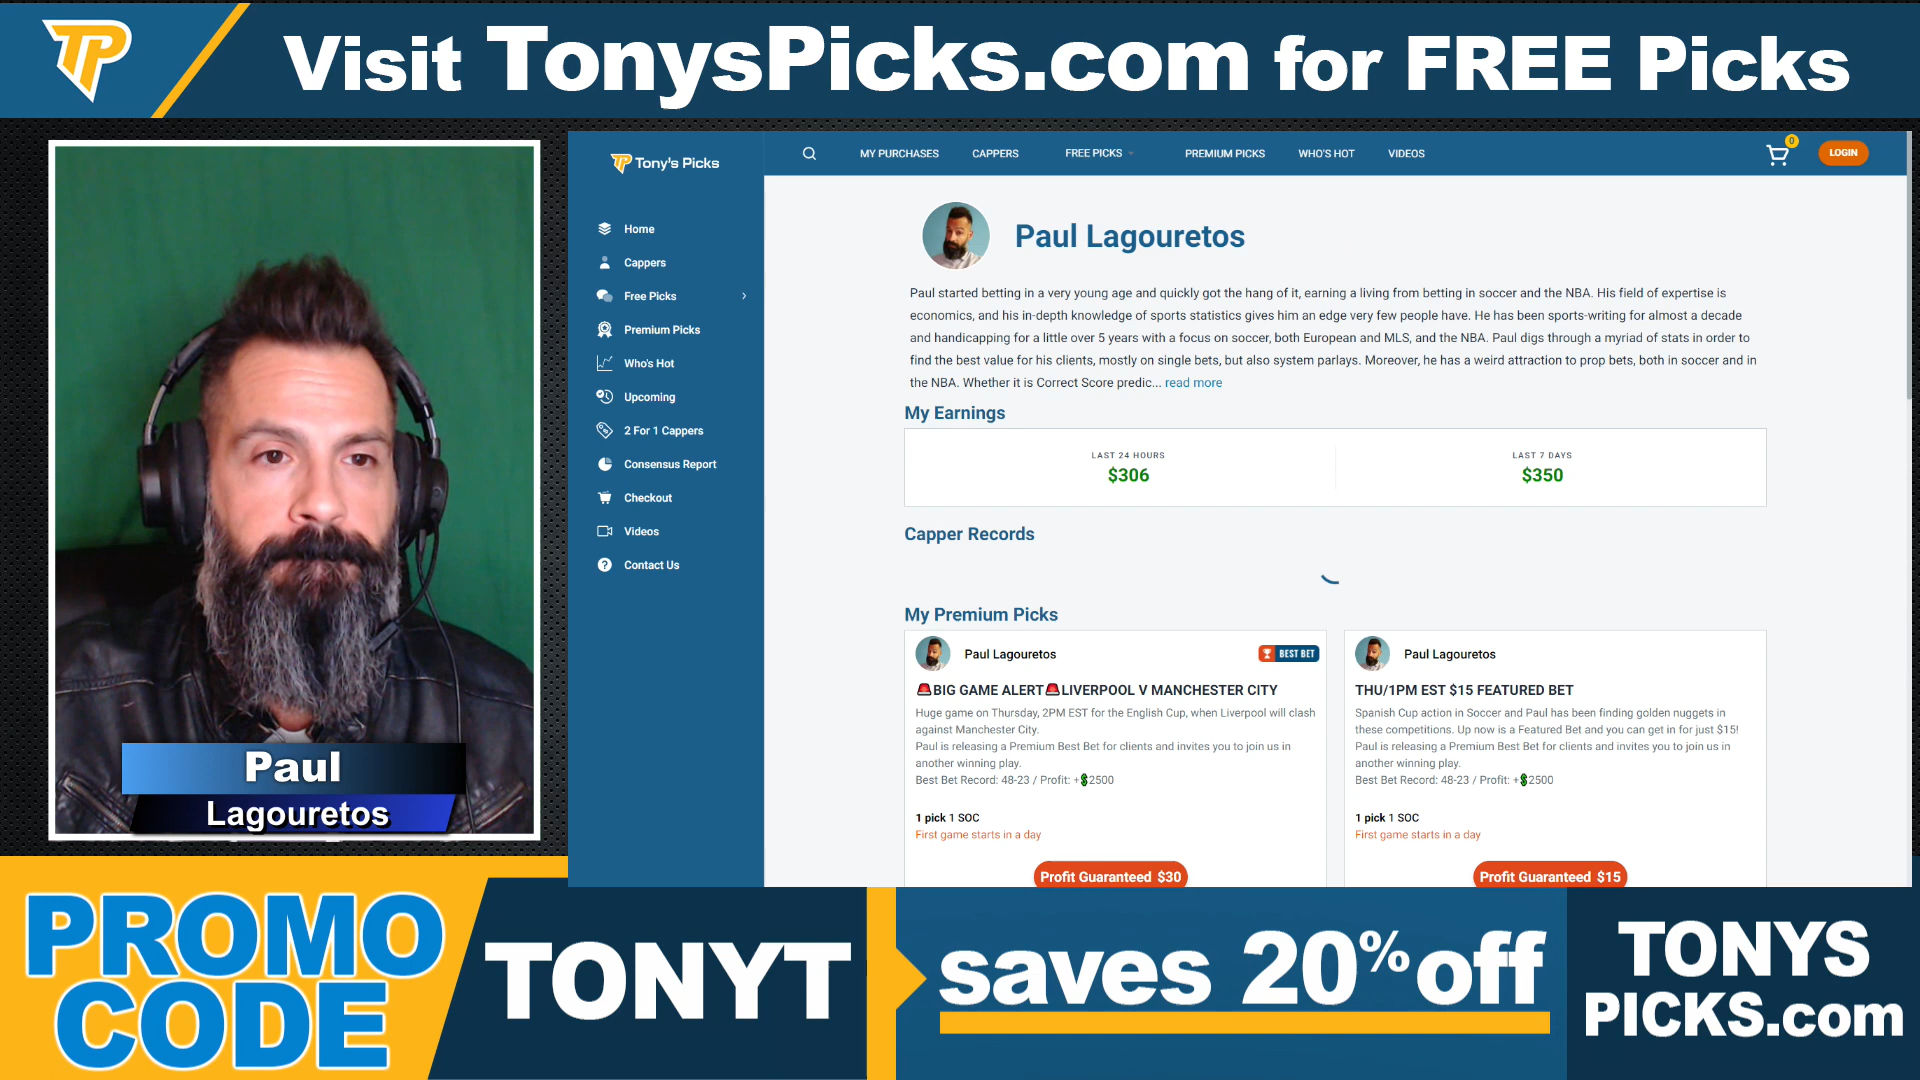 TP
Visit TonysPicks.com for FREE Picks
TP Tony's Picks
MY PURCHASES
CAPPERS
FREE PICKS
PREMIUM PICKS
WHO'S HOT
VIDEOS
0
LOGIN
Home
Cappers
Free Picks
Premium Picks
Who's Hot
Upcoming
2 For 1 Cappers
Consensus Report
Checkout
Videos
Contact Us
Paul Lagouretos
Paul started betting in a very young age and quickly got the hang of it, earning a living from betting in soccer and the NBA. His field of expertise is
economics, and his in-depth knowledge of sports statistics gives him an edge very few people have. He has been sports-writing for almost a decade
and handicapping for a little over 5 years with a focus on soccer, both European and MLS, and the NBA. Paul digs through a myriad of stats in order to
find the best value for his clients, mostly on single bets, but also system parlays. Moreover, he has a weird attraction to prop bets, both in soccer and in
the NBA. Whether it is Correct Score predic... read more
My Earnings
LAST 24 HOURS
$306
LAST 7 DAYS
$350
Capper Records
My Premium Picks
Paul Lagouretos
BEST BET
🚨BIG GAME ALERT🚨LIVERPOOL V MANCHESTER CITY
Huge game on Thursday, 2PM EST for the English Cup, when Liverpool will clash
against Manchester City.
Paul is releasing a Premium Best Bet for clients and invites you to join us in
another winning play.
Best Bet Record: 48-23 / Profit: +💲2500
1 pick 1 SOC
First game starts in a day
Profit Guaranteed $30
Paul Lagouretos
THU/1PM EST $15 FEATURED BET
Spanish Cup action in Soccer and Paul has been finding golden nuggets in
these competitions. Up now is a Featured Bet and you can get in for just $15!
Paul is releasing a Premium Best Bet for clients and invites you to join us in
another winning play.
Best Bet Record: 48-23 / Profit: +💲2500
1 pick 1 SOC
First game starts in a day
Profit Guaranteed $15
Paul
Lagouretos
PROMO
CODE
TONYT
saves 20% off
TONYS
PICKS.com